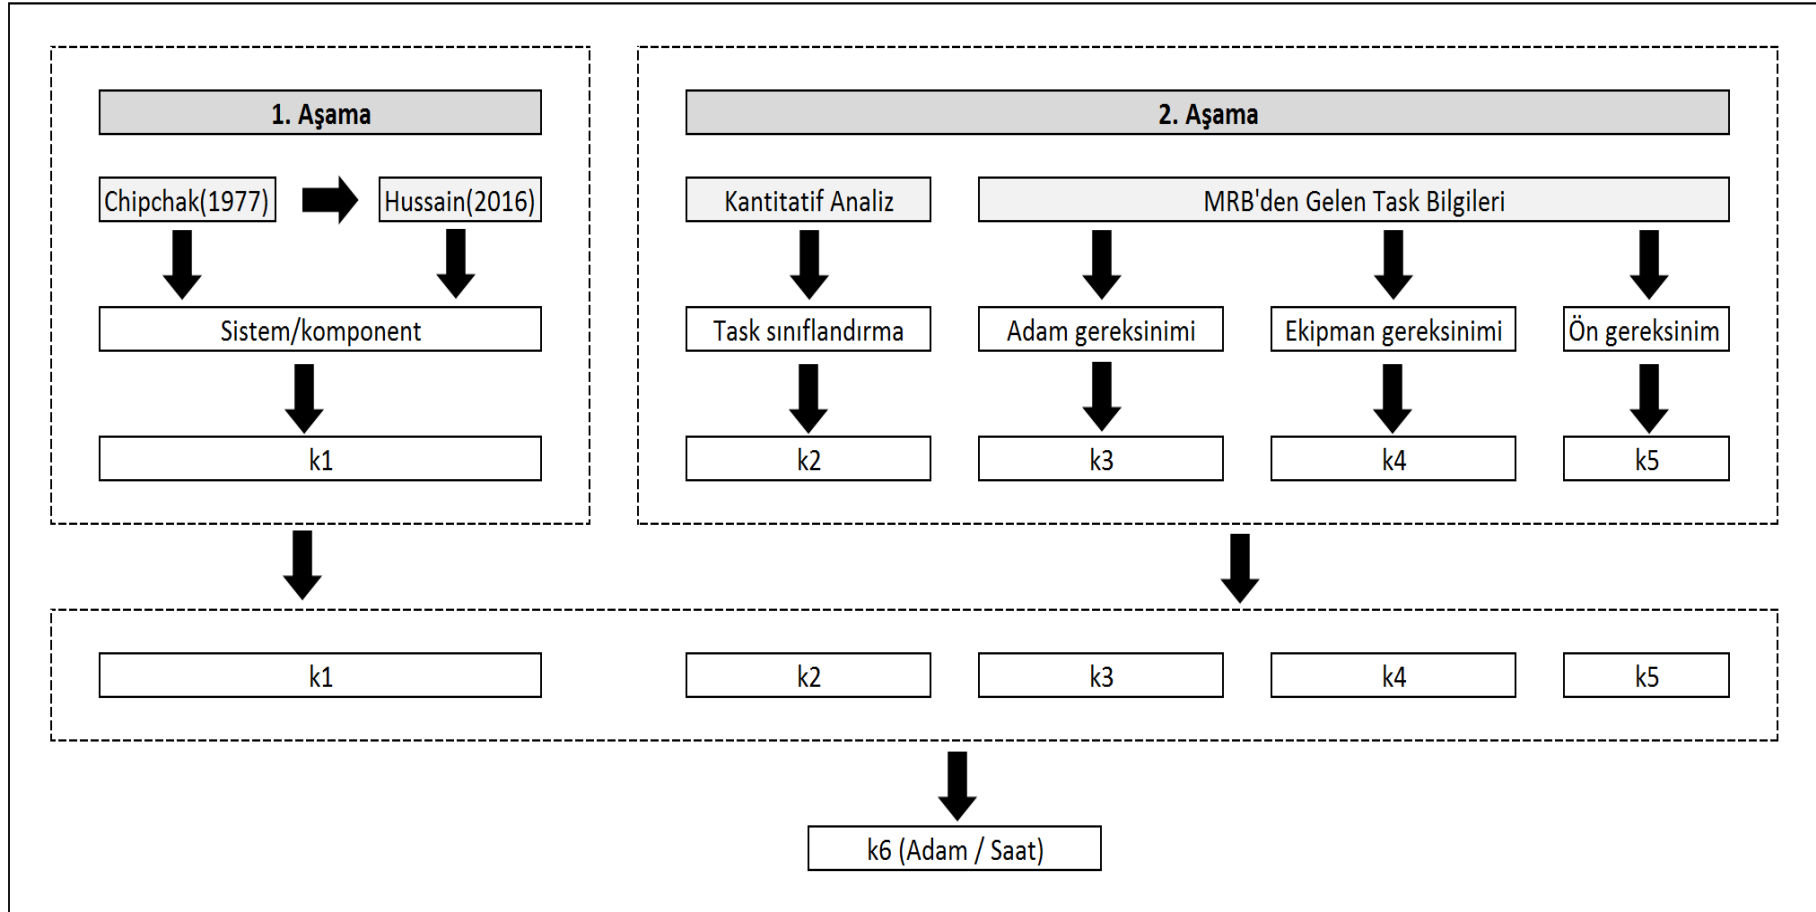 1. Aşama
2. Aşama
Chipchak(1977)
Hussain(2016)
Kantitatif Analiz
MRB'den Gelen Task Bilgileri
Sistem/komponent
Task sınıflandırma
Adam gereksinimi
Ekipman gereksinimi
Ön gereksinim
k1
k2
k3
k4
k5
k1
k2
k3
k4
k5
k6 (Adam / Saat)